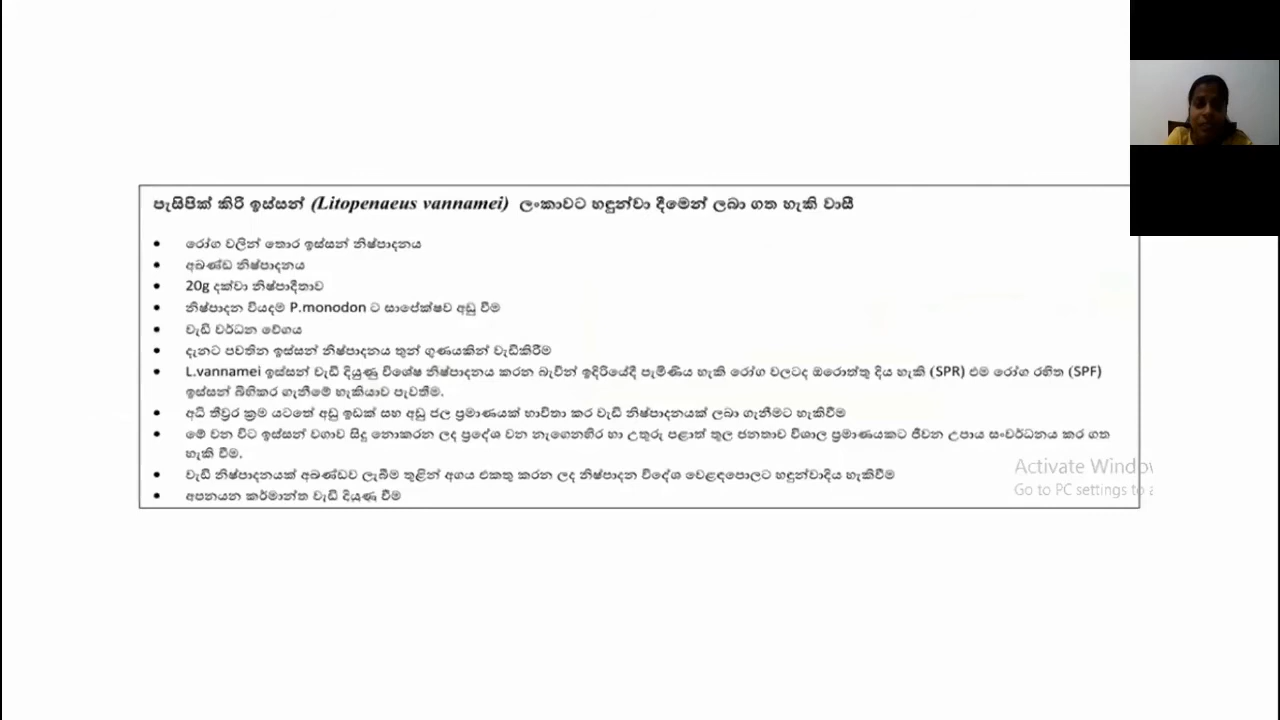 පැසිපික් කිරි ඉස්සන් (Litopenaeus vannamei) ලංකාවට හඳුන්වා දීමෙන් ලබා ගත හැකි වාසී
• රෝග වලින් තොර ඉස්සන් නිෂ්පාදනය
• අඛණ්ඩ නිෂ්පාදනය
• 20g දක්වා නිෂ්පාදීතාව
• නිෂ්පාදන වියදම P.monodon ට සාපේක්ෂව අඩු වීම
• වැඩි වර්ධන වේගය
• දැනට පවතින ඉස්සන් නිෂ්පාදනය තුන් ගුණයකින් වැඩිකිරීම
• L.vannamei ඉස්සන් වැඩි දියුණු විශේෂ නිෂ්පාදනය කරන බැවින් ඉදිරියේදී පැමිණිය හැකි රෝග වලටද ඔරොත්තු දිය හැකි (SPR) එම රෝග රහිත (SPF)
ඉස්සන් බිහිකර ගැනීමේ හැකියාව පැවතීම.
• අධි තීව්‍ර ක්‍රම යටතේ අඩු ඉඩක් සහ අඩු ජල ප්‍රමාණයක් භාවිතා කර වැඩි නිෂ්පාදනයක් ලබා ගැනීමට හැකිවීම
• මේ වන විට ඉස්සන් වගාව සිදු නොකරන ලද ප්‍රදේශ වන නැගෙනහිර හා උතුරු පළාත් තුල ජනතාව විශාල ප්‍රමාණයකට ජීවන උපාය සංවර්ධනය කර ගත
හැකි වීම.
• වැඩි නිෂ්පාදනයක් අඛණ්ඩව ලැබීම තුළින් අගය එකතු කරන ලද නිෂ්පාදන විදේශ වෙළඳපොලට හඳුන්වාදිය හැකිවීම
• අපනයන කර්මාන්ත වැඩි දියුණු වීම
Activate Windov
Go to PC settings to a